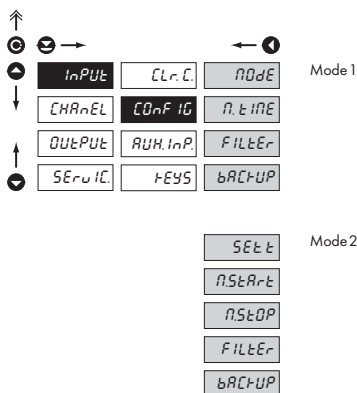 InPUt CLr. C. MOdE Mode 1
CHAnEL COnF IG M. tIME
OUtPUt AUX. InP. FILtEr
SErvIC. KEYS bACKUP
SEt t Mode 2
M.StArt
M.StOP
FILtEr
bACKUP